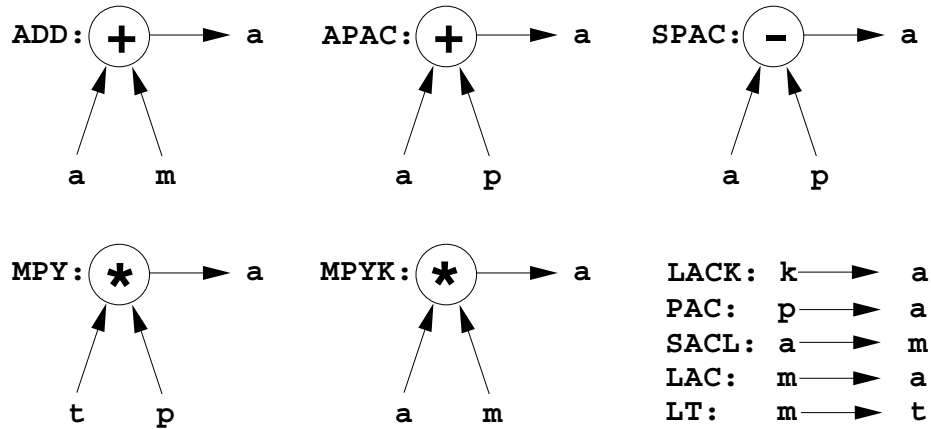 ADD: + a APAC: + a SPAC: - a
a m a p a p
MPY: * a MPYK: * a
t p a m
LACK: k a
PAC: p a
SACL: a m
LAC: m a
LT: m t